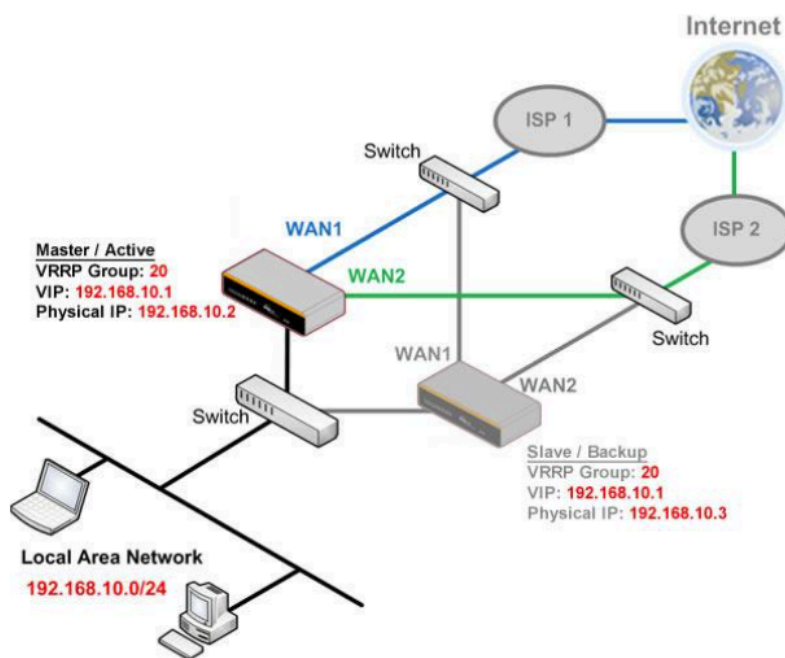 Internet
ISP 1
Switch
WAN1
ISP 2
Master / Active
VRRP Group: 20
VIP: 192.168.10.1
Physical IP: 192.168.10.2
WAN2
Switch
WAN1
WAN2
Switch
Slave / Backup
VRRP Group: 20
VIP: 192.168.10.1
Physical IP: 192.168.10.3
Local Area Network
192.168.10.0/24